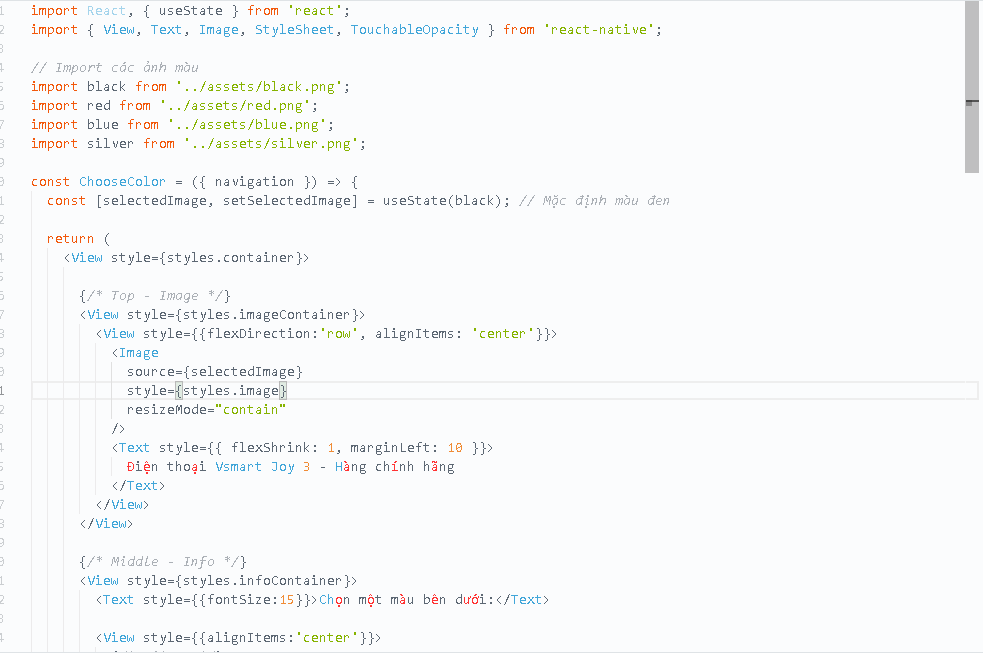 import React, { useState } from 'react';
import { View, Text, Image, StyleSheet, TouchableOpacity } from 'react-native';
// Import các ảnh màu
import black from '../assets/black.png';
import red from '../assets/red.png';
import blue from '../assets/blue.png';
import silver from '../assets/silver.png';
const ChooseColor = ({ navigation }) => {
const [selectedImage, setSelectedImage] = useState(black); // Mặc định màu đen
return (
<View style={styles.container}>
{/* Top - Image */}
<View style={styles.imageContainer}>
<View style={{flexDirection:'row', alignItems: 'center'}}>
<Image
source={selectedImage}
style={styles.image}
resizeMode="contain"
/>
<Text style={{ flexShrink: 1, marginLeft: 10 }}>
Điện thoại Vsmart Joy 3 - Hàng chính hãng
</Text>
</View>
</View>
{/* Middle - Info */}
<View style={styles.infoContainer}>
<Text style={{fontSize:15}}>Chọn một màu bên dưới:</Text>
<View style={{alignItems:'center'}}>